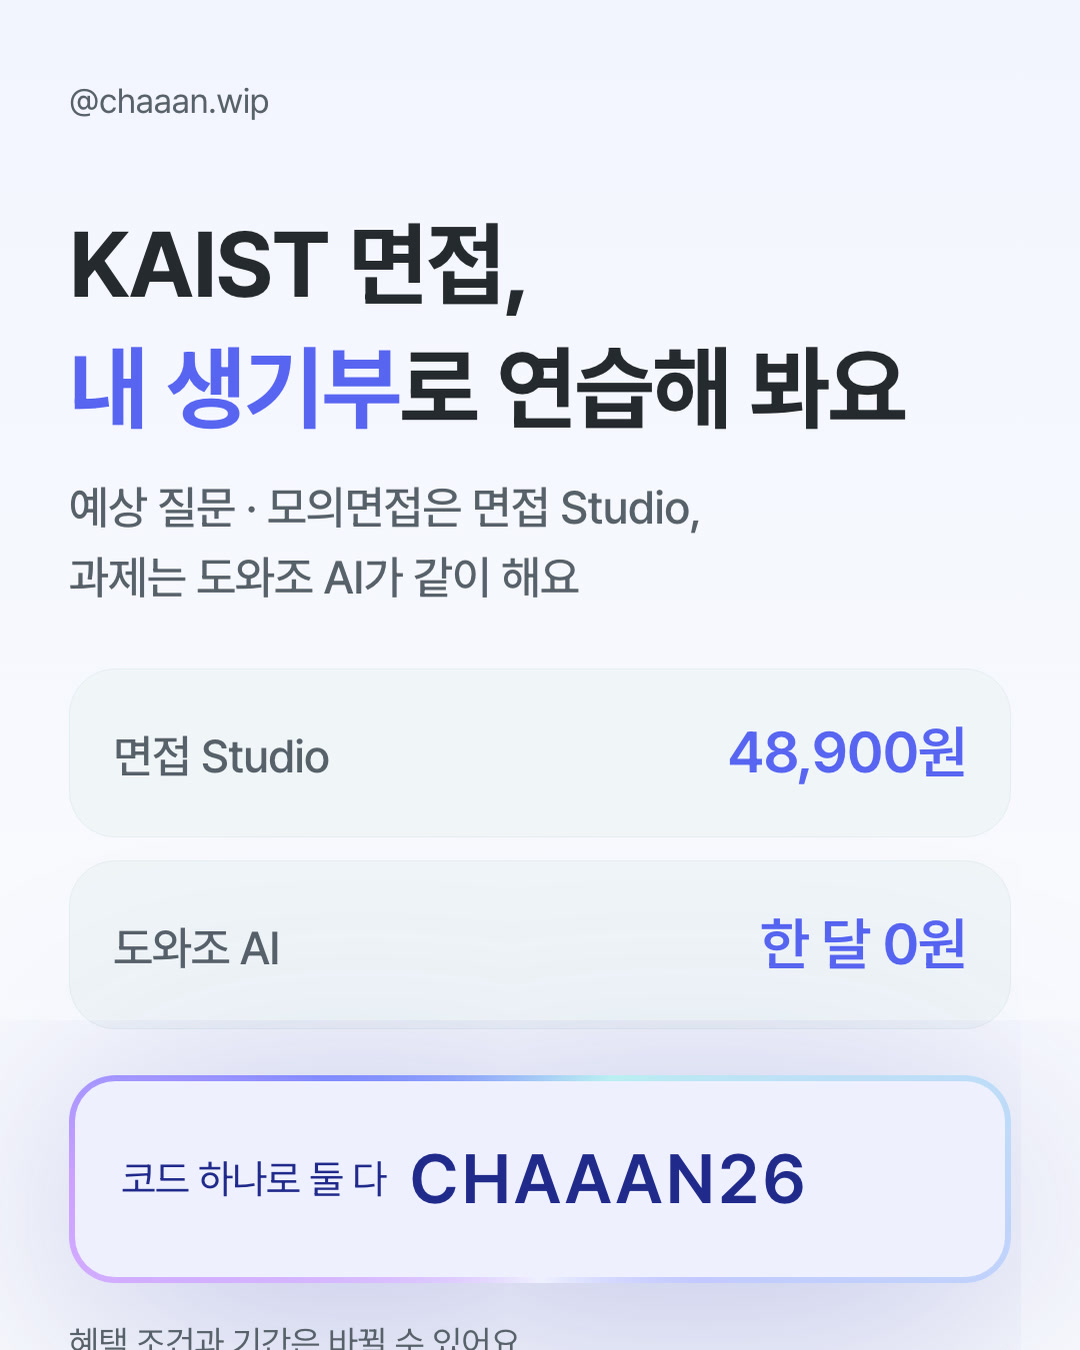 @chaaan.wip
KAIST 면접,
내 생기부로 연습해 봐요
예상 질문 · 모의면접은 면접 Studio,
과제는 도와조 AI가 같이 해요
면접 Studio
48,900원
도와조 AI
한 달 0원
코드 하나로 둘 다 CHAAAN26
혜택 조건과 기간은 바뀔 수 있어요